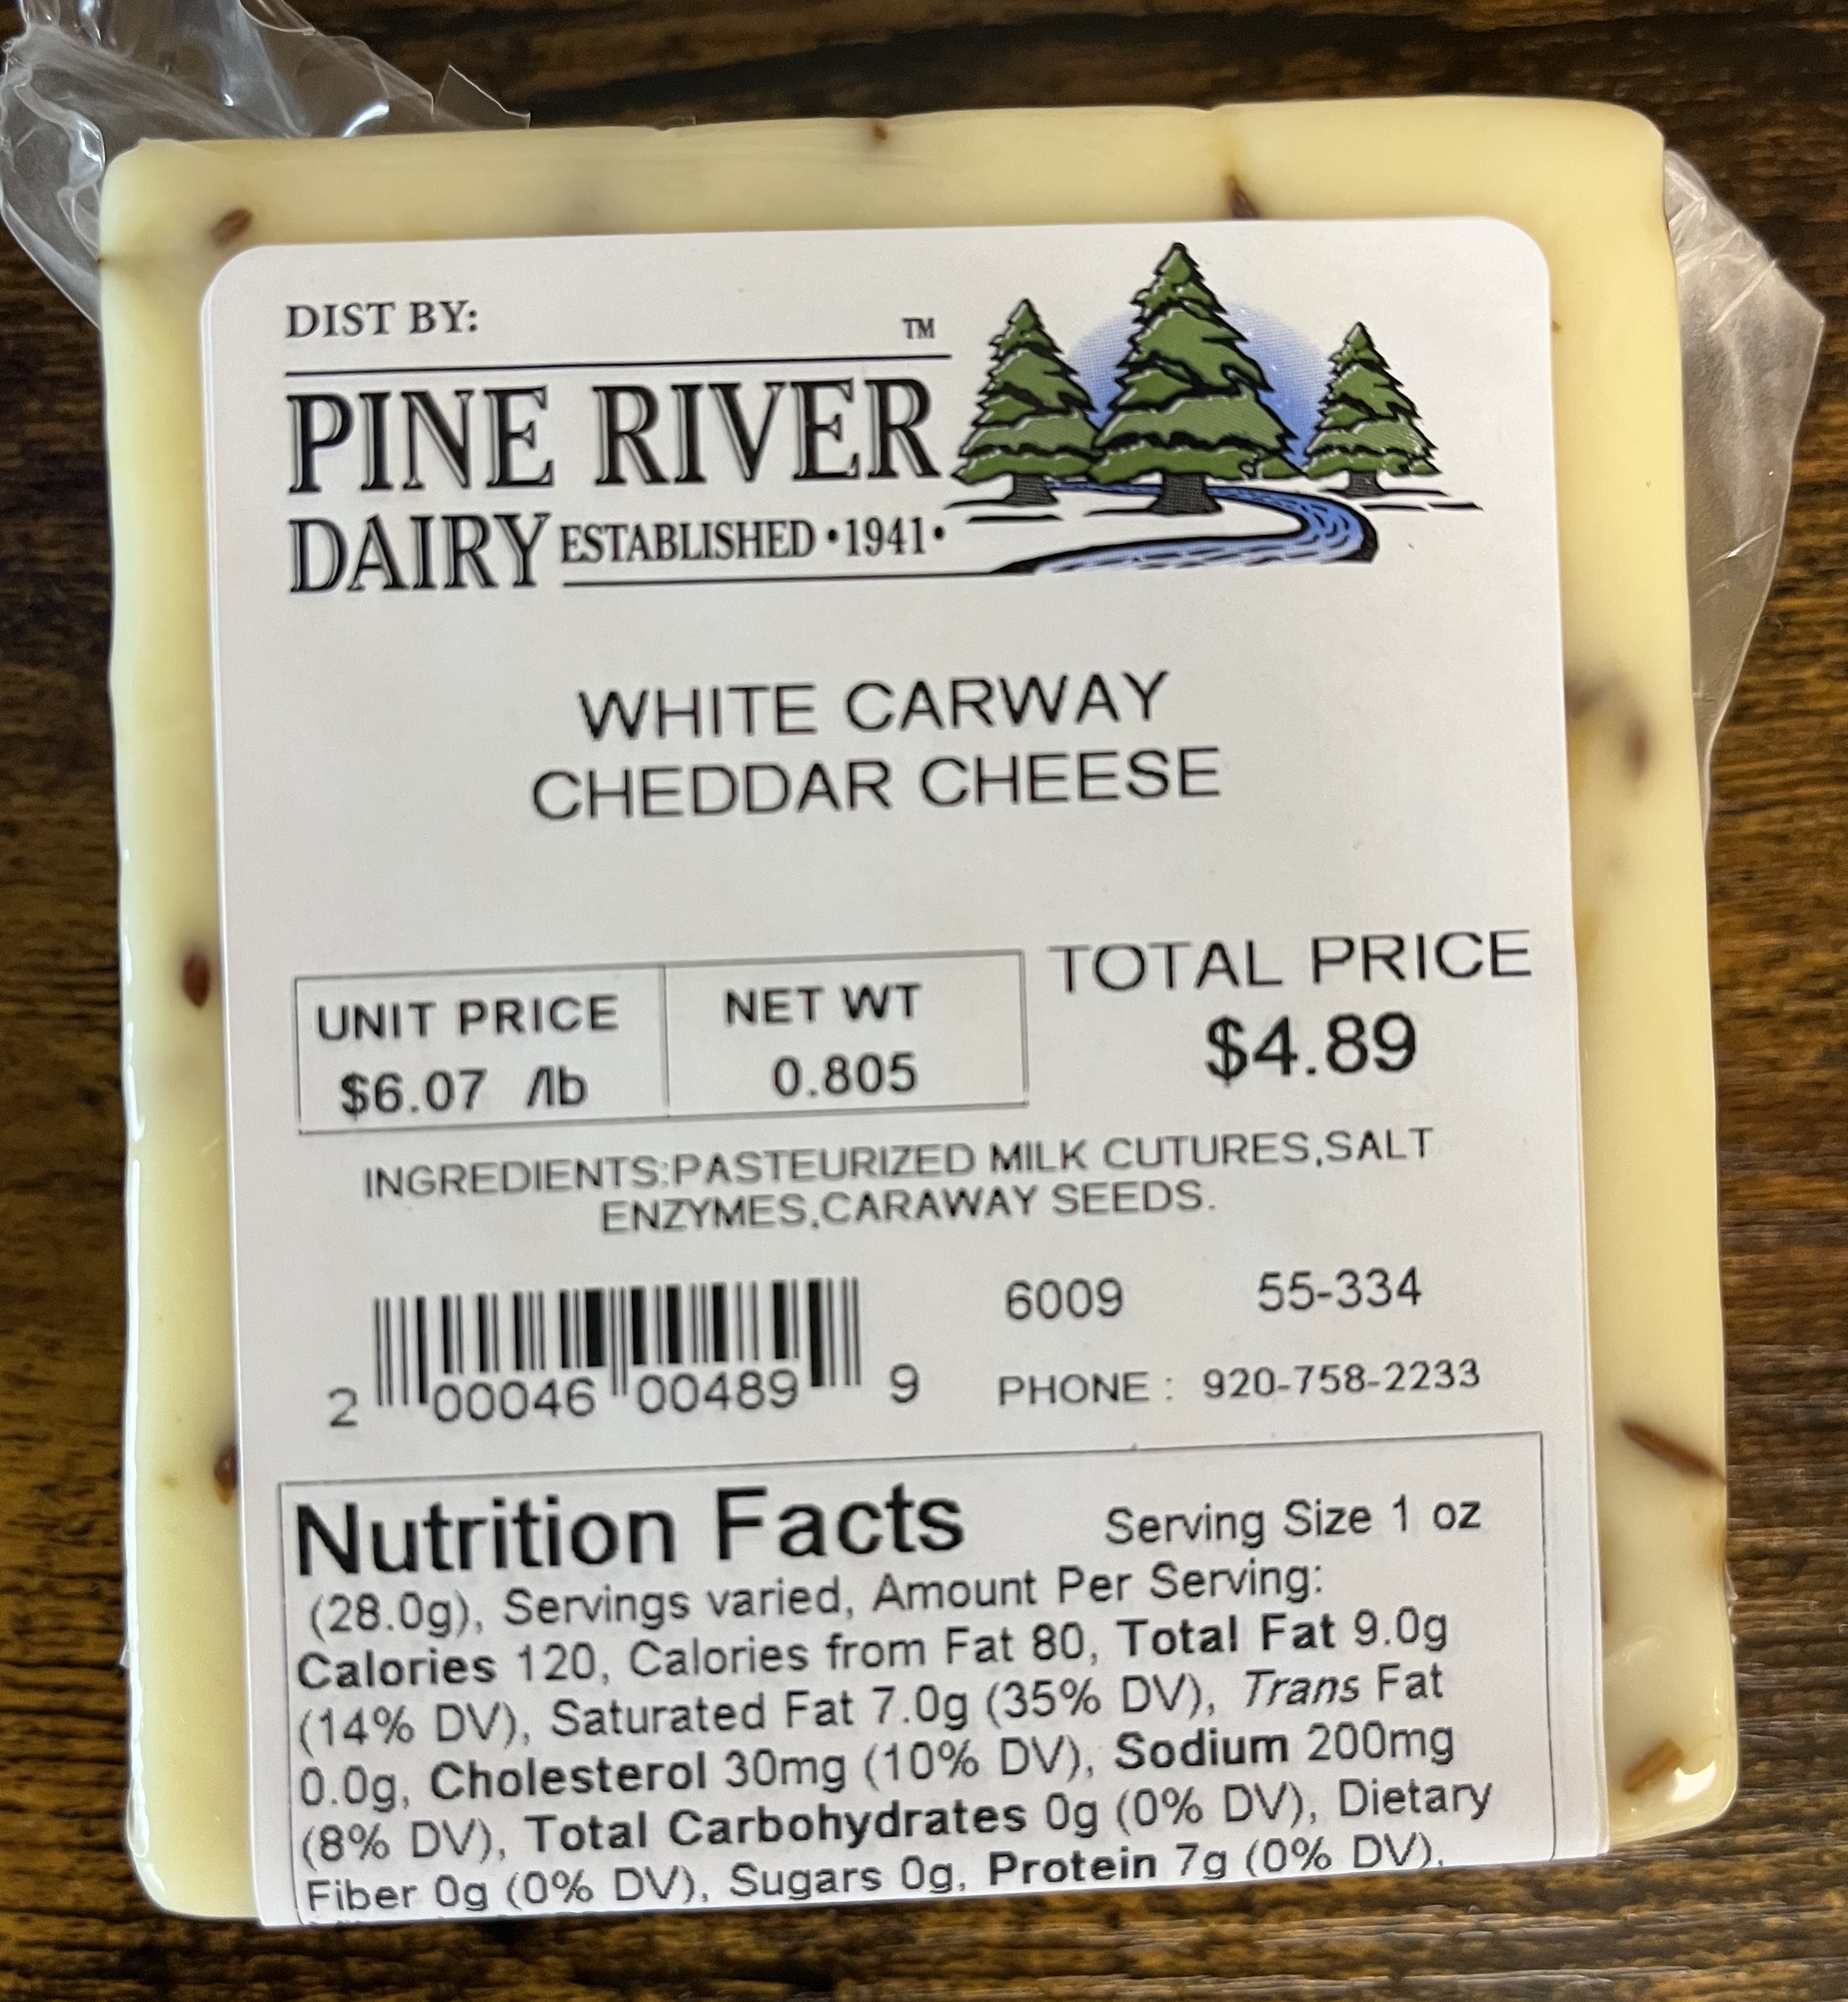 DIST BY: ™
PINE RIVER
DAIRY ESTABLISHED •1941•
WHITE CARWAY
CHEDDAR CHEESE
UNIT PRICE NET WT TOTAL PRICE
$6.07 /lb 0.805 $4.89
INGREDIENTS:PASTEURIZED MILK CUTURES,SALT
ENZYMES,CARAWAY SEEDS.
6009 55-334
2 00046 00489 9
PHONE : 920-758-2233
Nutrition Facts Serving Size 1 oz
(28.0g), Servings varied, Amount Per Serving:
Calories 120, Calories from Fat 80, Total Fat 9.0g
(14% DV), Saturated Fat 7.0g (35% DV), Trans Fat
0.0g, Cholesterol 30mg (10% DV), Sodium 200mg
(8% DV), Total Carbohydrates 0g (0% DV), Dietary
Fiber 0g (0% DV), Sugars 0g, Protein 7g (0% DV),